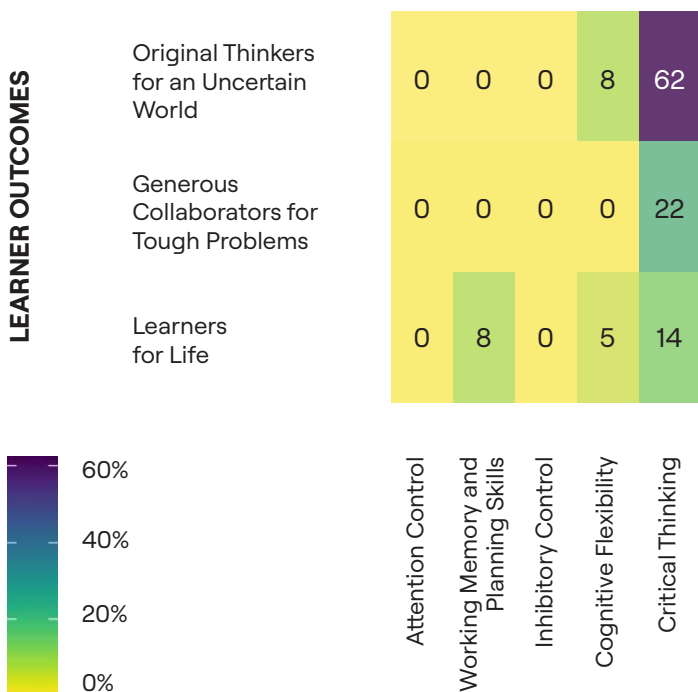 LEARNER OUTCOMES
Original Thinkers
for an Uncertain
World
0 0 0 8 62
Generous
Collaborators for
Tough Problems
0 0 0 0 22
Learners
for Life
0 8 0 5 14
60%
40%
20%
0%
Attention Control
Working Memory and
Planning Skills
Inhibitory Control
Cognitive Flexibility
Critical Thinking